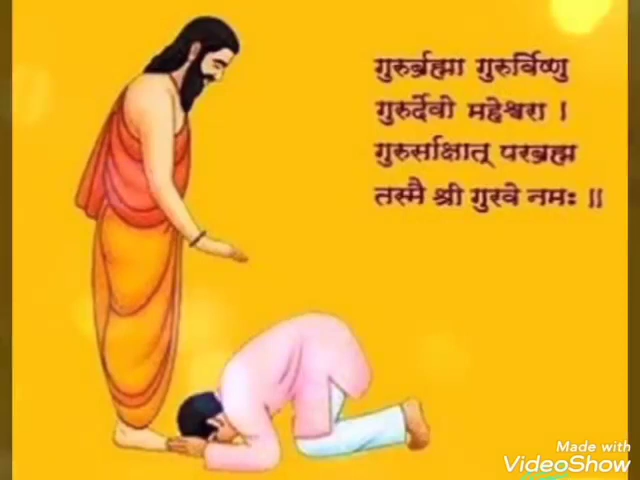 गुरुर्ब्रह्मा गुरुर्विष्णु
गुरुर्देवो महेश्वरा ।
गुरुर्साक्षात् परब्रह्म
तस्मै श्री गुरवे नमः ॥
Made with
VideoShow